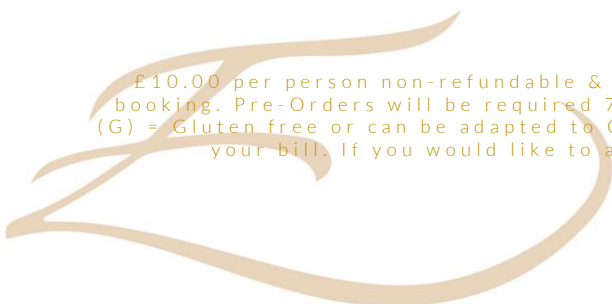 £10.00 per person non-refundable &
booking. Pre-Orders will be required 7
(G) = Gluten free or can be adapted to
your bill. If you would like to